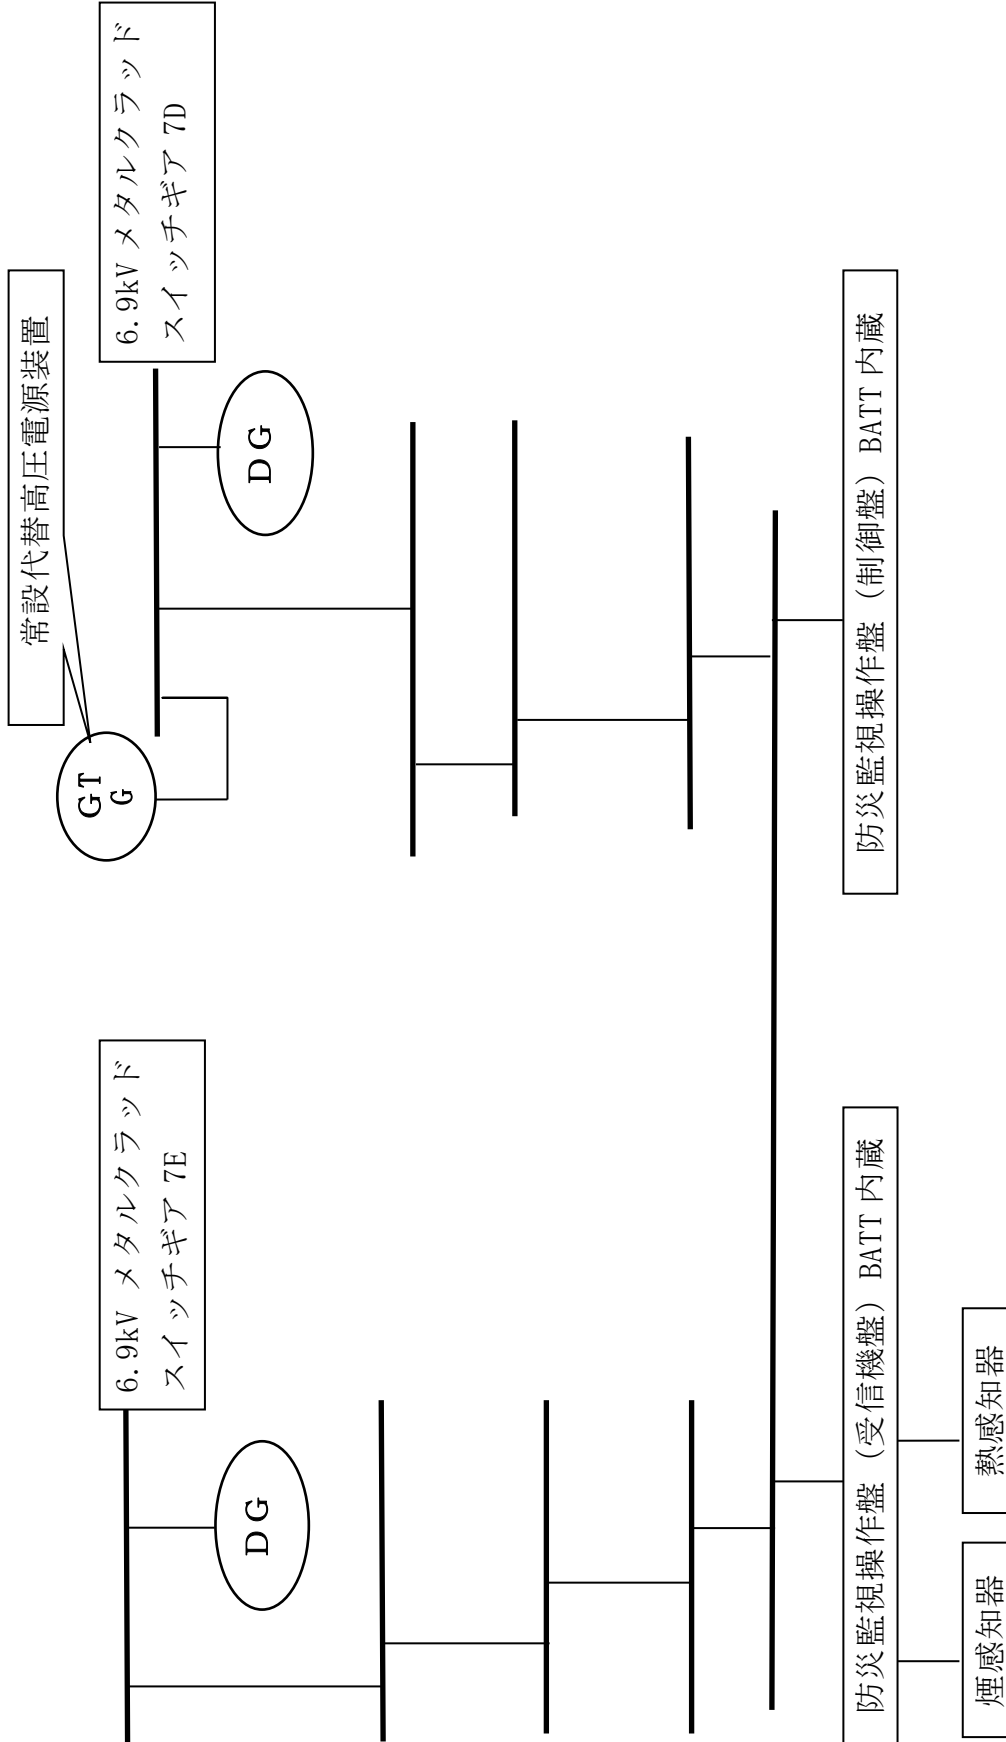 常設代替高圧電源装置
GT
G
6.9kV メタルクラッド
スイッチギア 7E
6.9kV メタルクラッド
スイッチギア 7D
DG
DG
防災監視操作盤（受信機盤）BATT 内蔵
防災監視操作盤（制御盤）BATT 内蔵
煙感知器
熱感知器